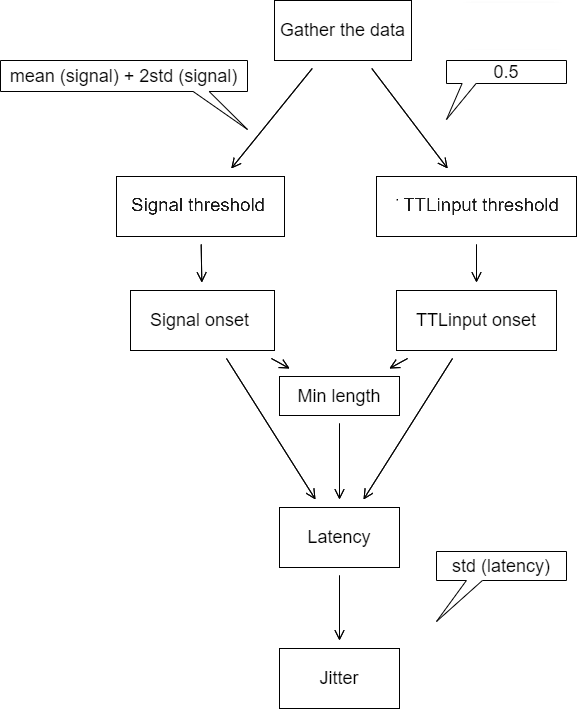 Gather the data
mean (signal) + 2std (signal)
0.5
Signal threshold
TTLinput threshold
Signal onset
TTLinput onset
Min length
Latency
std (latency)
Jitter